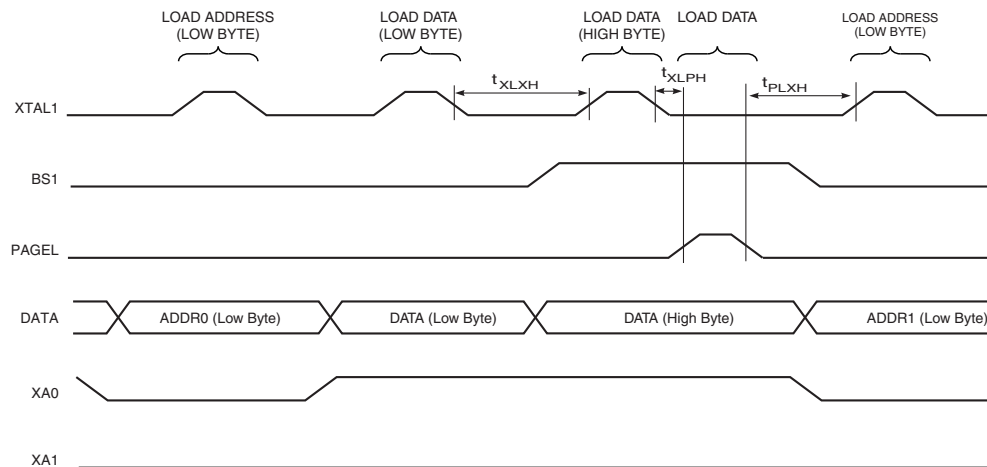 LOAD ADDRESS
(LOW BYTE)
LOAD DATA
(LOW BYTE)
LOAD DATA
(HIGH BYTE)
LOAD DATA
LOAD ADDRESS
(LOW BYTE)
tXLXH
tXLPH
tPLXH
XTAL1
BS1
PAGEL
DATA
ADDR0 (Low Byte)
DATA (Low Byte)
DATA (High Byte)
ADDR1 (Low Byte)
XA0
XA1